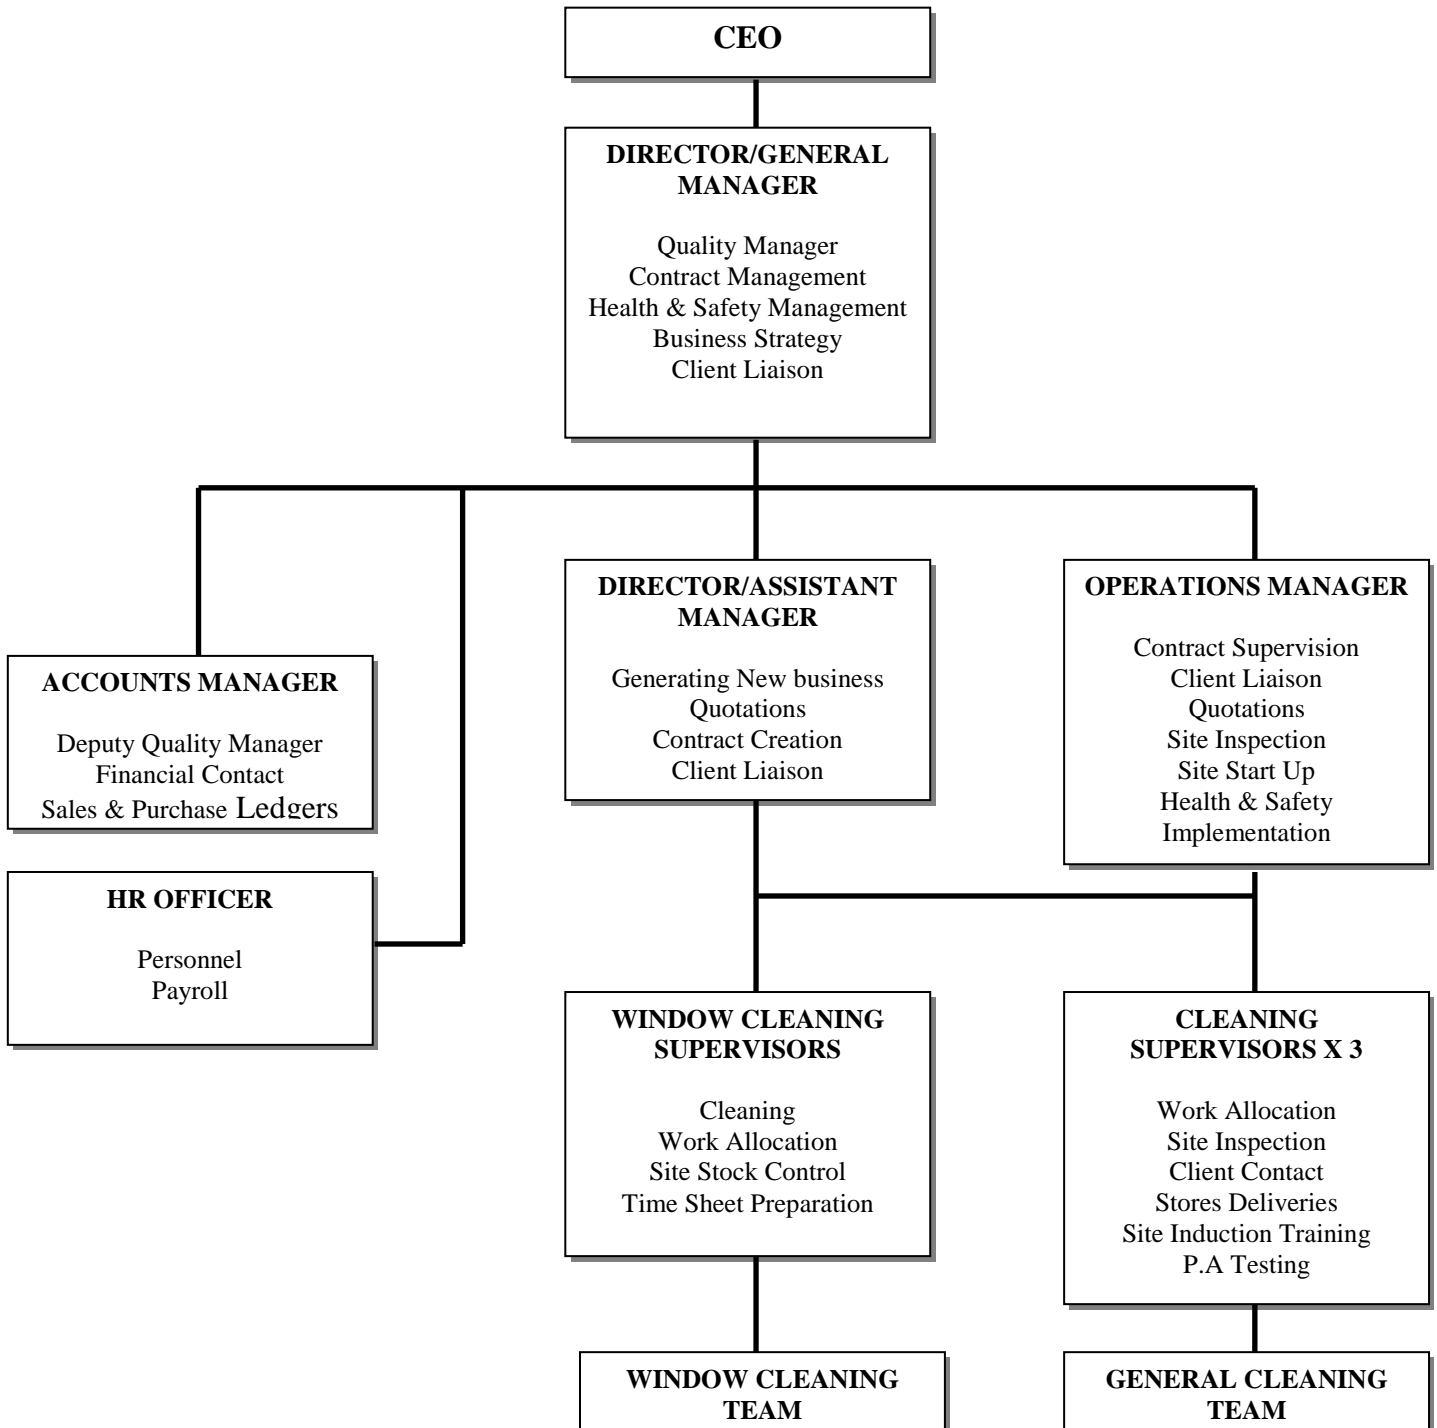 CEO
DIRECTOR/GENERAL
MANAGER
Quality Manager
Contract Management
Health & Safety Management
Business Strategy
Client Liaison
ACCOUNTS MANAGER
Deputy Quality Manager
Financial Contact
Sales & Purchase Ledgers
HR OFFICER
Personnel
Payroll
DIRECTOR/ASSISTANT
MANAGER
Generating New business
Quotations
Contract Creation
Client Liaison
OPERATIONS MANAGER
Contract Supervision
Client Liaison
Quotations
Site Inspection
Site Start Up
Health & Safety
Implementation
WINDOW CLEANING
SUPERVISORS
Cleaning
Work Allocation
Site Stock Control
Time Sheet Preparation
CLEANING
SUPERVISORS X 3
Work Allocation
Site Inspection
Client Contact
Stores Deliveries
Site Induction Training
P.A Testing
WINDOW CLEANING
TEAM
GENERAL CLEANING
TEAM